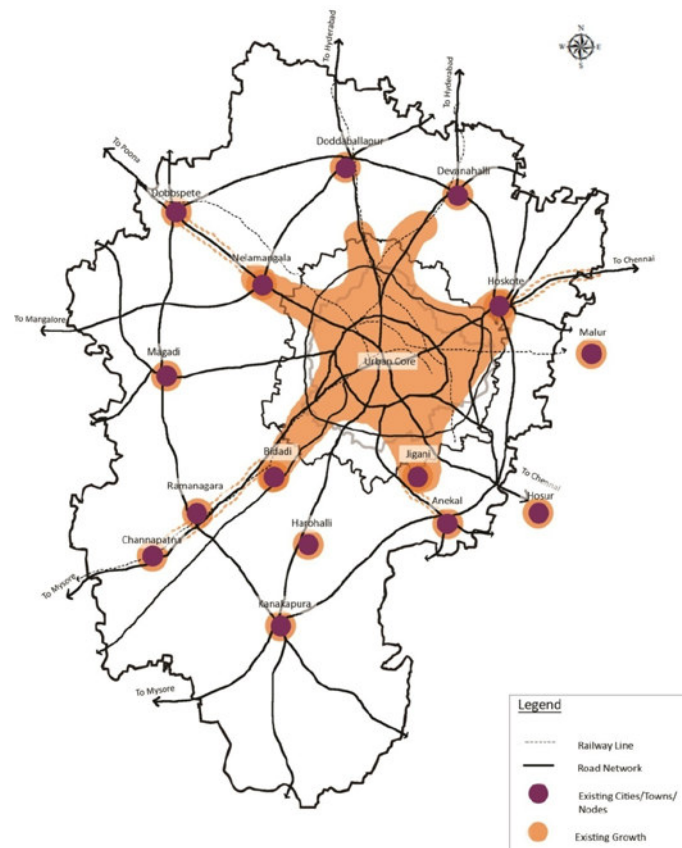 N
W E
S
To Hyderabad
To Hyderabad
To Poona
Doddaballapur
Devanahalli
Dobbspete
Nelamangala
To Chennai
Hoskote
To Mangalore
Malur
Urban Core
Magadi
Bidadi
Jigani
To Chennai
Ramanagara
Hosur
Anekal
Harohalli
Channapatna
To Mysore
Kanakapura
To Mysore
Legend
Railway Line
Road Network
Existing Cities/Towns/
Nodes
Existing Growth